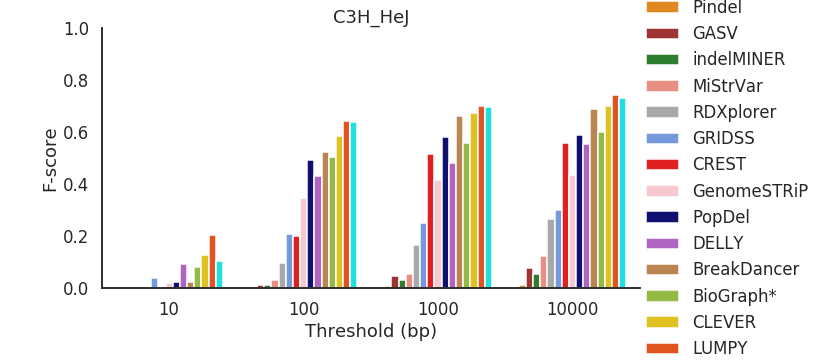 C3H_HeJ
1.0
0.8
0.6
0.4
0.2
0.0
F-score
10
100
1000
10000
Threshold (bp)
Pindel
GASV
indelMINER
MiStrVar
RDXplorer
GRIDSS
CREST
GenomeSTRiP
PopDel
DELLY
BreakDancer
BioGraph*
CLEVER
LUMPY